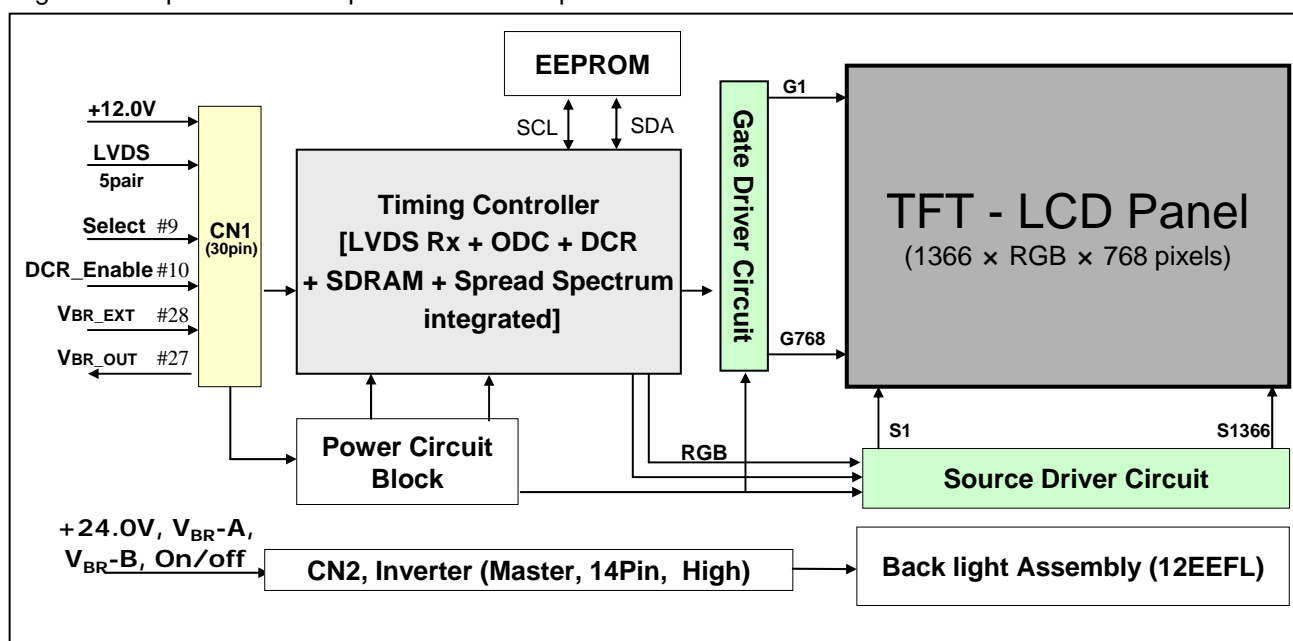 EEPROM
+12.0V
LVDS
5pair
Select #9
DCR_Enable #10
VBR_EXT #28
VBR_OUT #27
CN1
(30pin)
SCL
SDA
Timing Controller
[LVDS Rx + ODC + DCR
+ SDRAM + Spread Spectrum
integrated]
Gate Driver Circuit
G1
G768
TFT - LCD Panel
(1366 × RGB × 768 pixels)
Power Circuit
Block
RGB
S1
S1366
Source Driver Circuit
+24.0V, VBR-A,
VBR-B, On/off
CN2, Inverter (Master, 14Pin, High)
Back light Assembly (12EEFL)